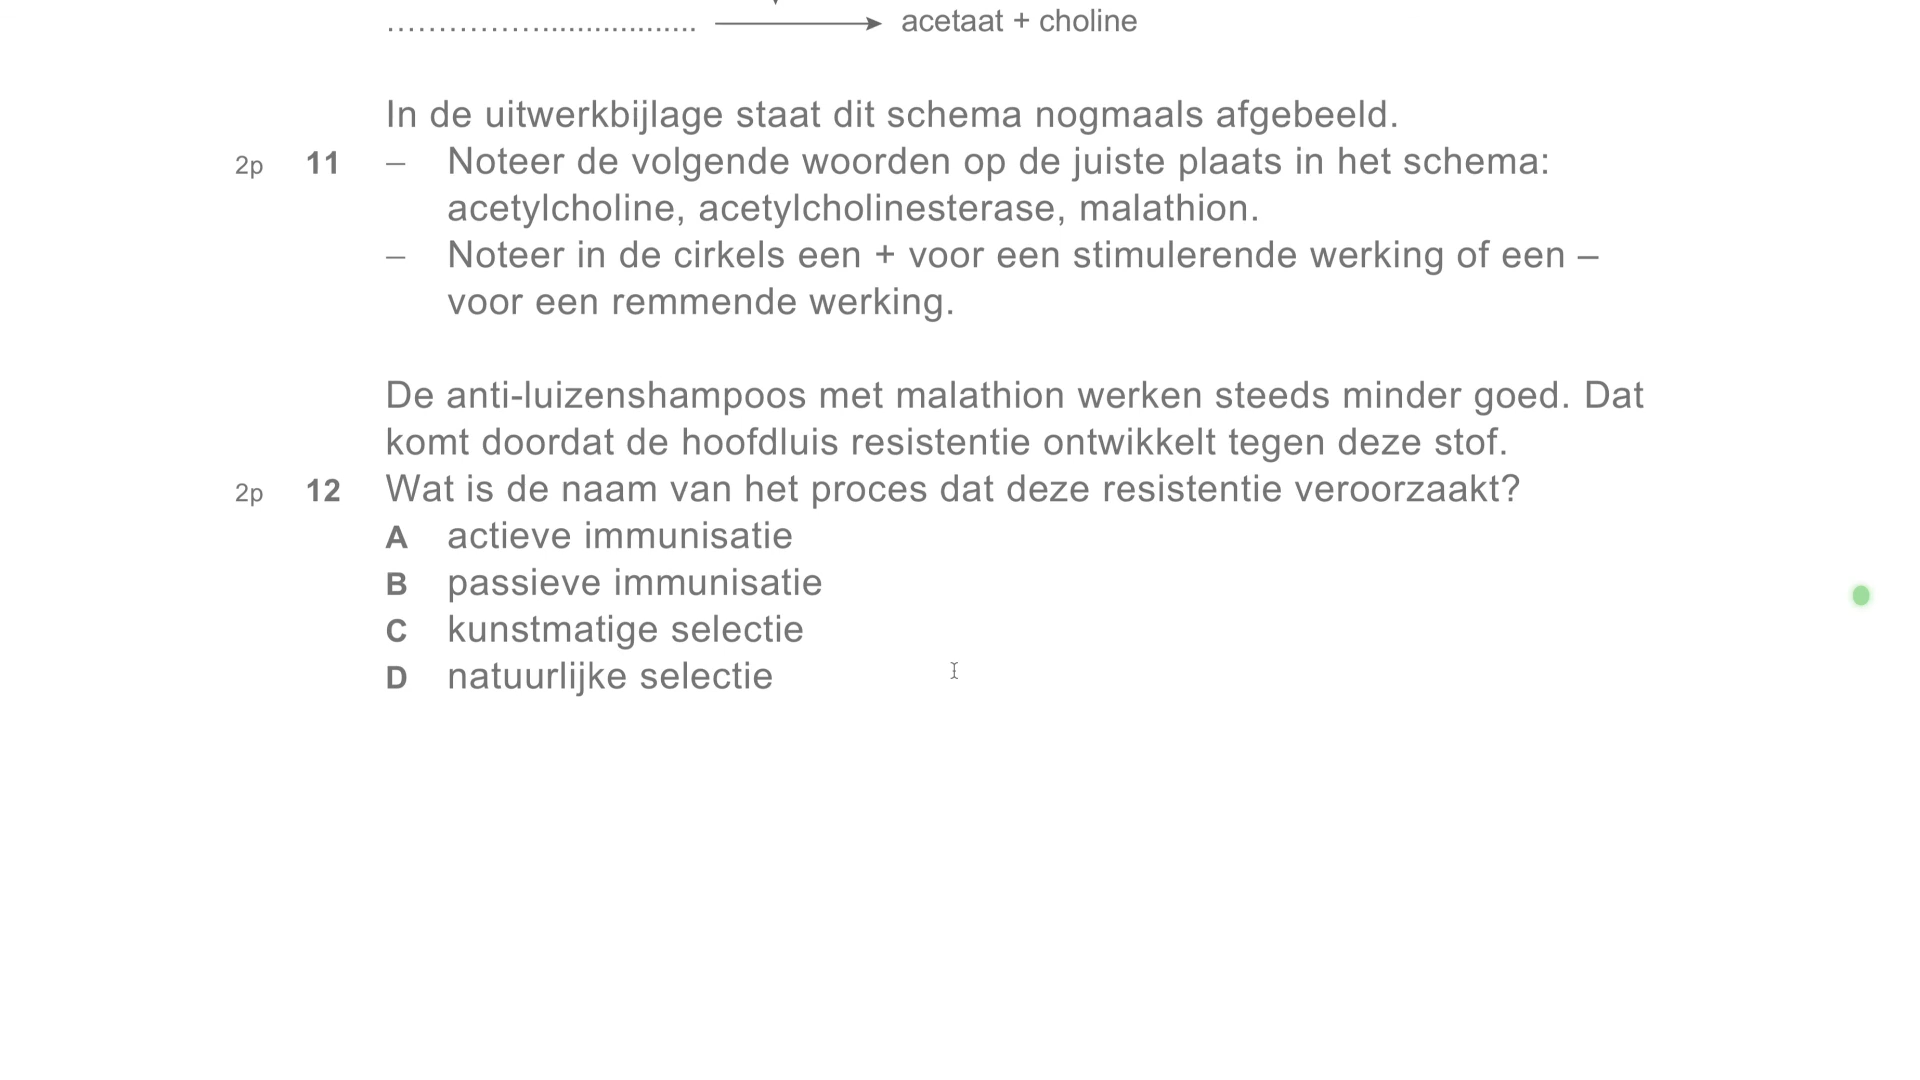 ................................. acetaat + choline
In de uitwerkbijlage staat dit schema nogmaals afgebeeld.
2p 11 – Noteer de volgende woorden op de juiste plaats in het schema:
acetylcholine, acetylcholinesterase, malathion.
– Noteer in de cirkels een + voor een stimulerende werking of een –
voor een remmende werking.
De anti-luizenshampoos met malathion werken steeds minder goed. Dat
komt doordat de hoofdluis resistentie ontwikkelt tegen deze stof.
2p 12 Wat is de naam van het proces dat deze resistentie veroorzaakt?
A actieve immunisatie
B passieve immunisatie
C kunstmatige selectie
D natuurlijke selectie